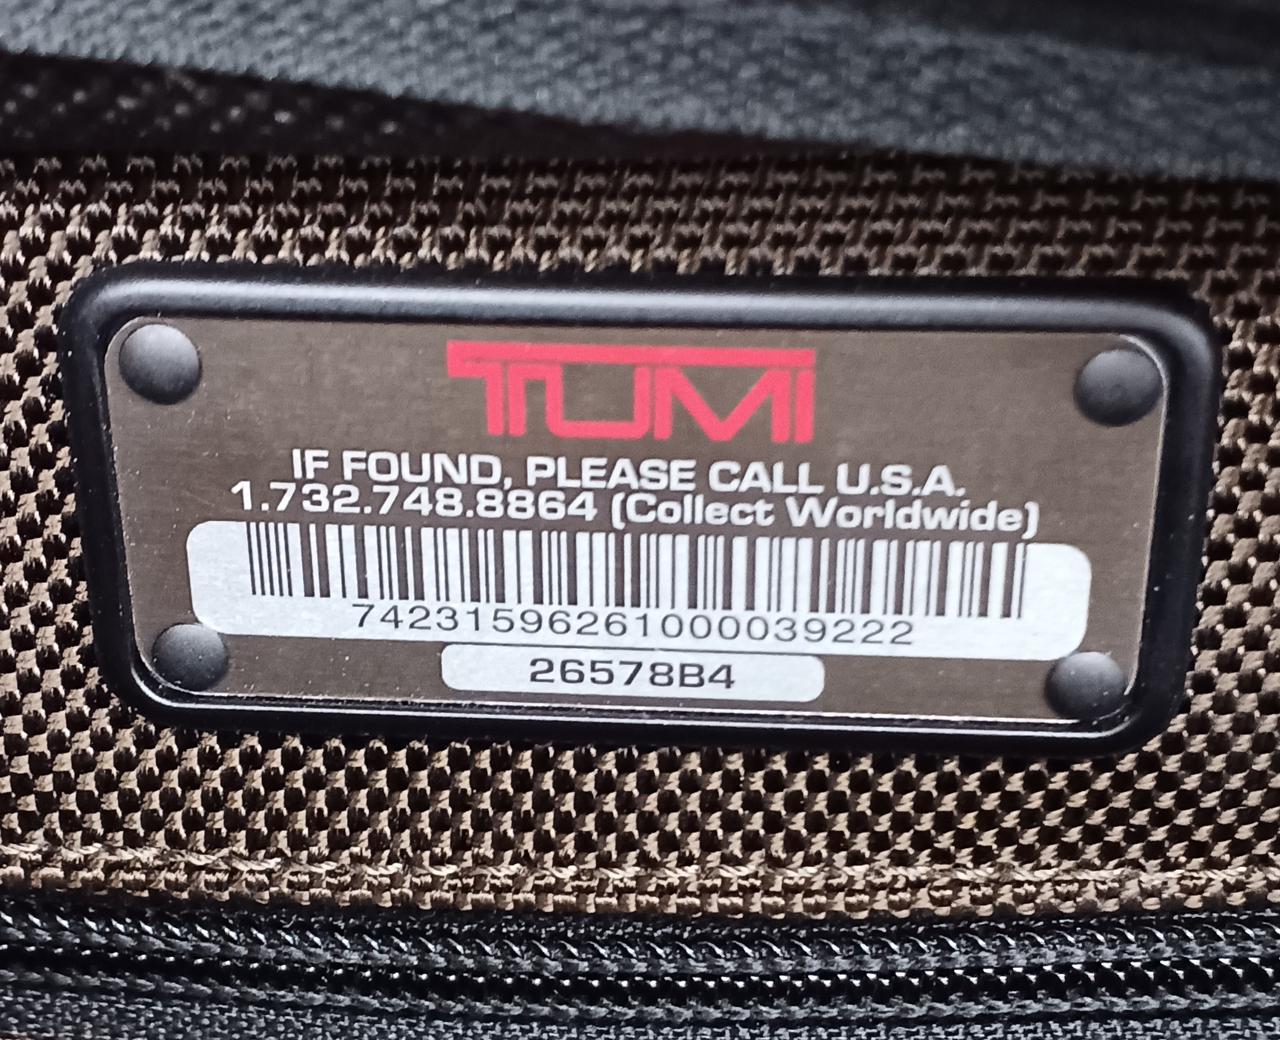 TUMI
IF FOUND, PLEASE CALL U.S.A.
1.732.748.8864 (Collect Worldwide)
74231596261000039222
26578B4